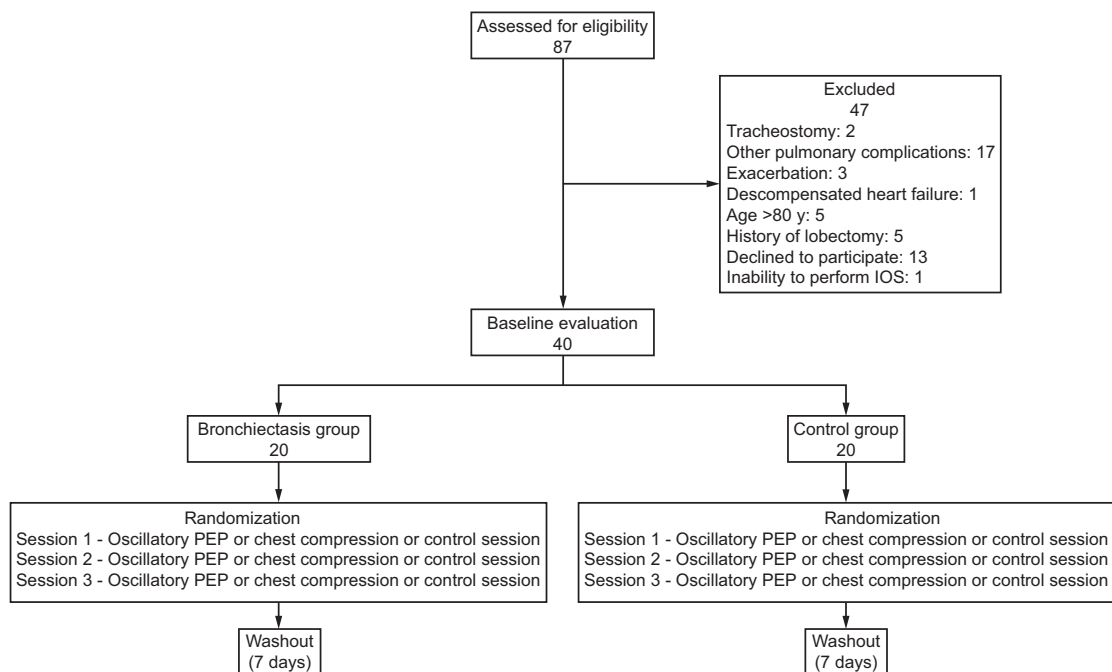 Assessed for eligibility
87
Excluded
47
Tracheostomy: 2
Other pulmonary complications: 17
Exacerbation: 3
Descompensated heart failure: 1
Age >80 y: 5
History of lobectomy: 5
Declined to participate: 13
Inability to perform IOS: 1
Baseline evaluation
40
Bronchiectasis group
20
Control group
20
Randomization
Session 1 - Oscillatory PEP or chest compression or control session
Session 2 - Oscillatory PEP or chest compression or control session
Session 3 - Oscillatory PEP or chest compression or control session
Randomization
Session 1 - Oscillatory PEP or chest compression or control session
Session 2 - Oscillatory PEP or chest compression or control session
Session 3 - Oscillatory PEP or chest compression or control session
Washout
(7 days)
Washout
(7 days)